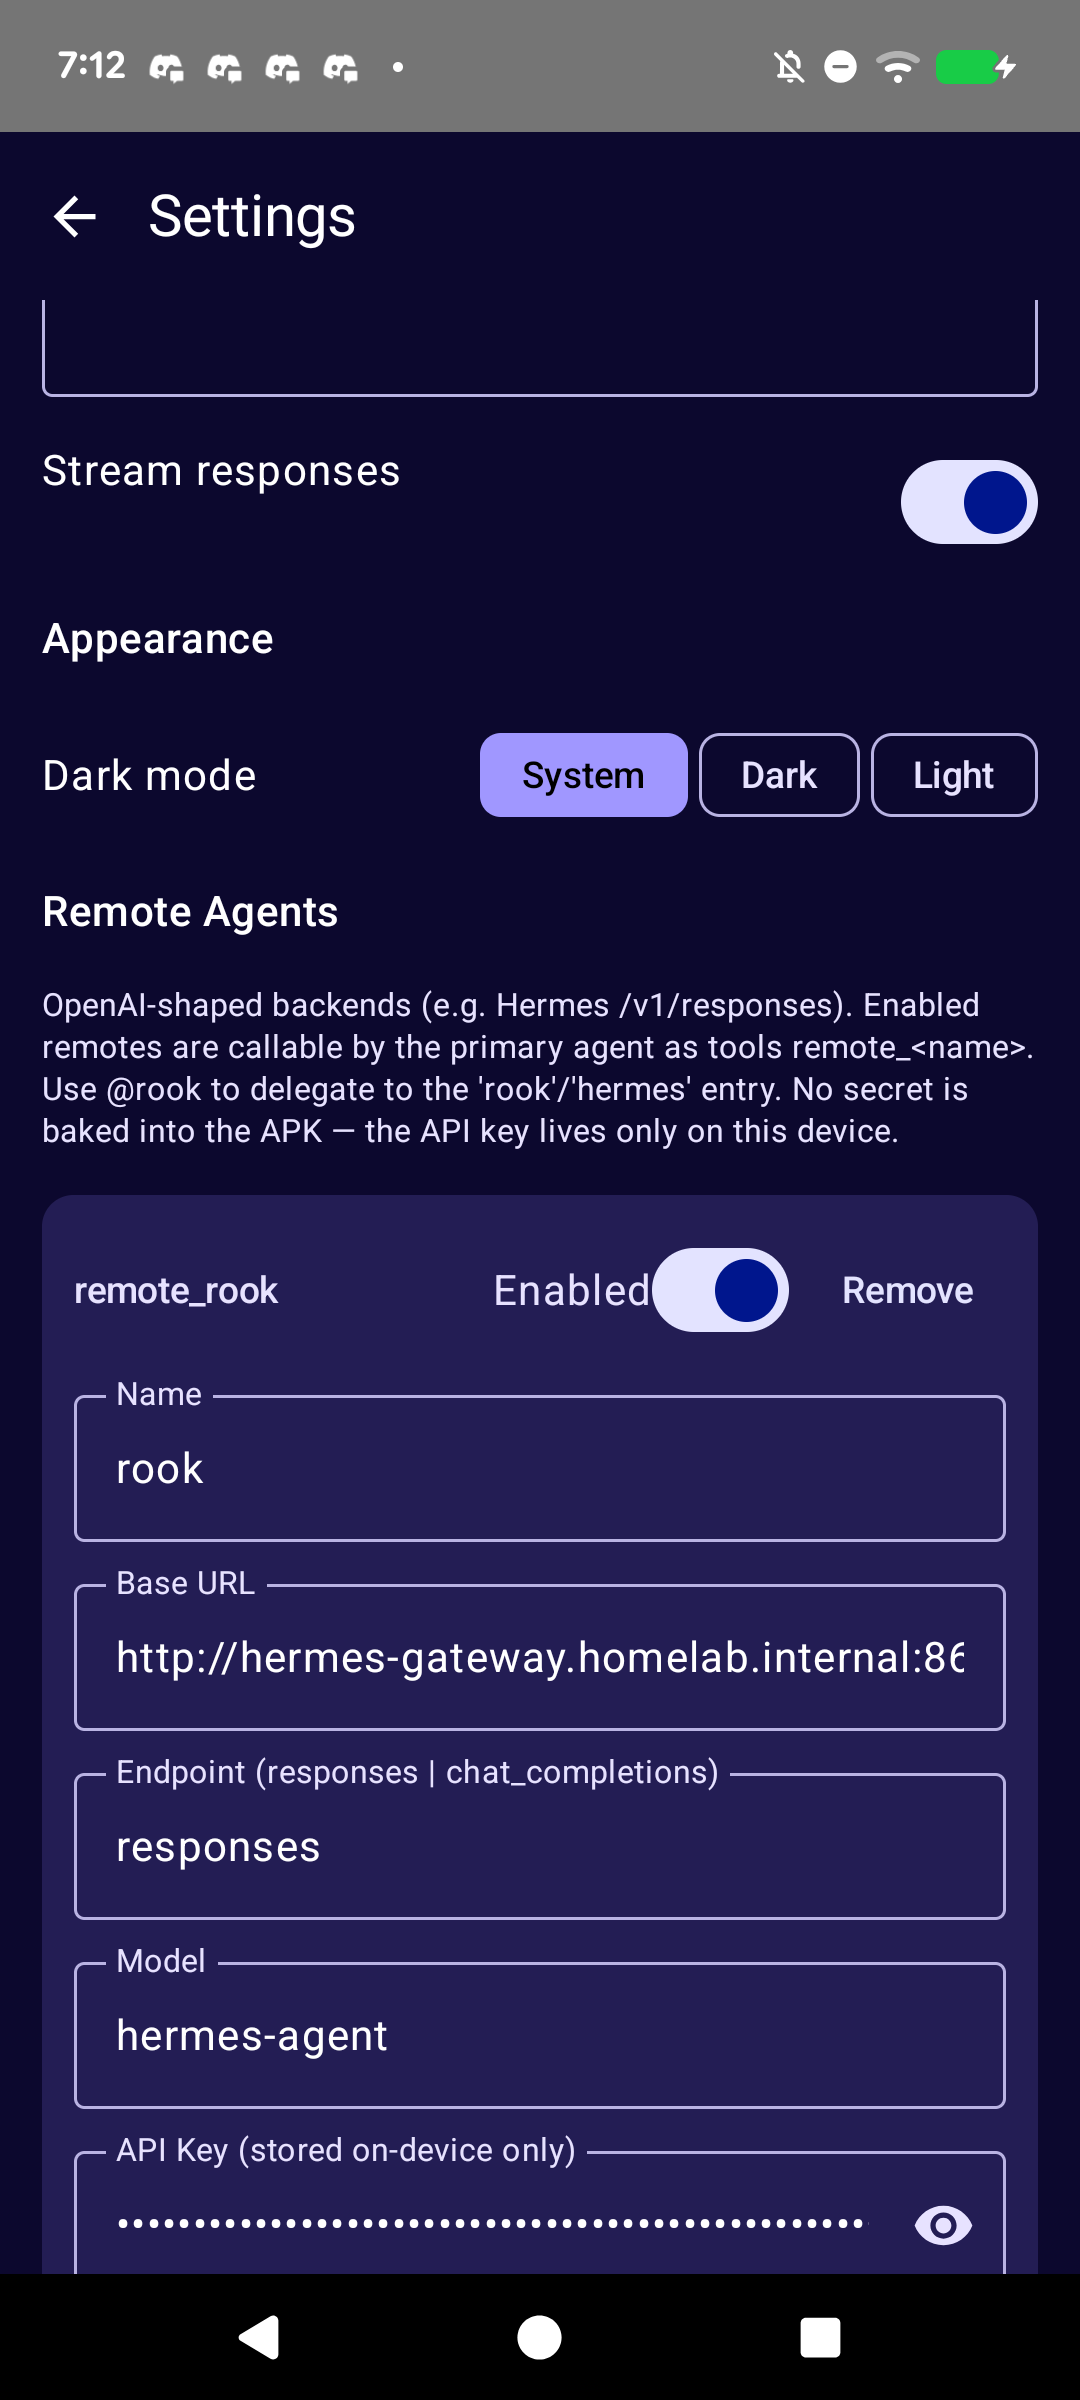 7:12
Settings
Stream responses
Appearance
Dark mode
System
Dark
Light
Remote Agents
OpenAI-shaped backends (e.g. Hermes /v1/responses). Enabled
remotes are callable by the primary agent as tools remote_<name>.
Use @rook to delegate to the 'rook'/'hermes' entry. No secret is
baked into the APK — the API key lives only on this device.
remote_rook
Enabled
Remove
Name
rook
Base URL
http://hermes-gateway.homelab.internal:86
Endpoint (responses | chat_completions)
responses
Model
hermes-agent
API Key (stored on-device only)